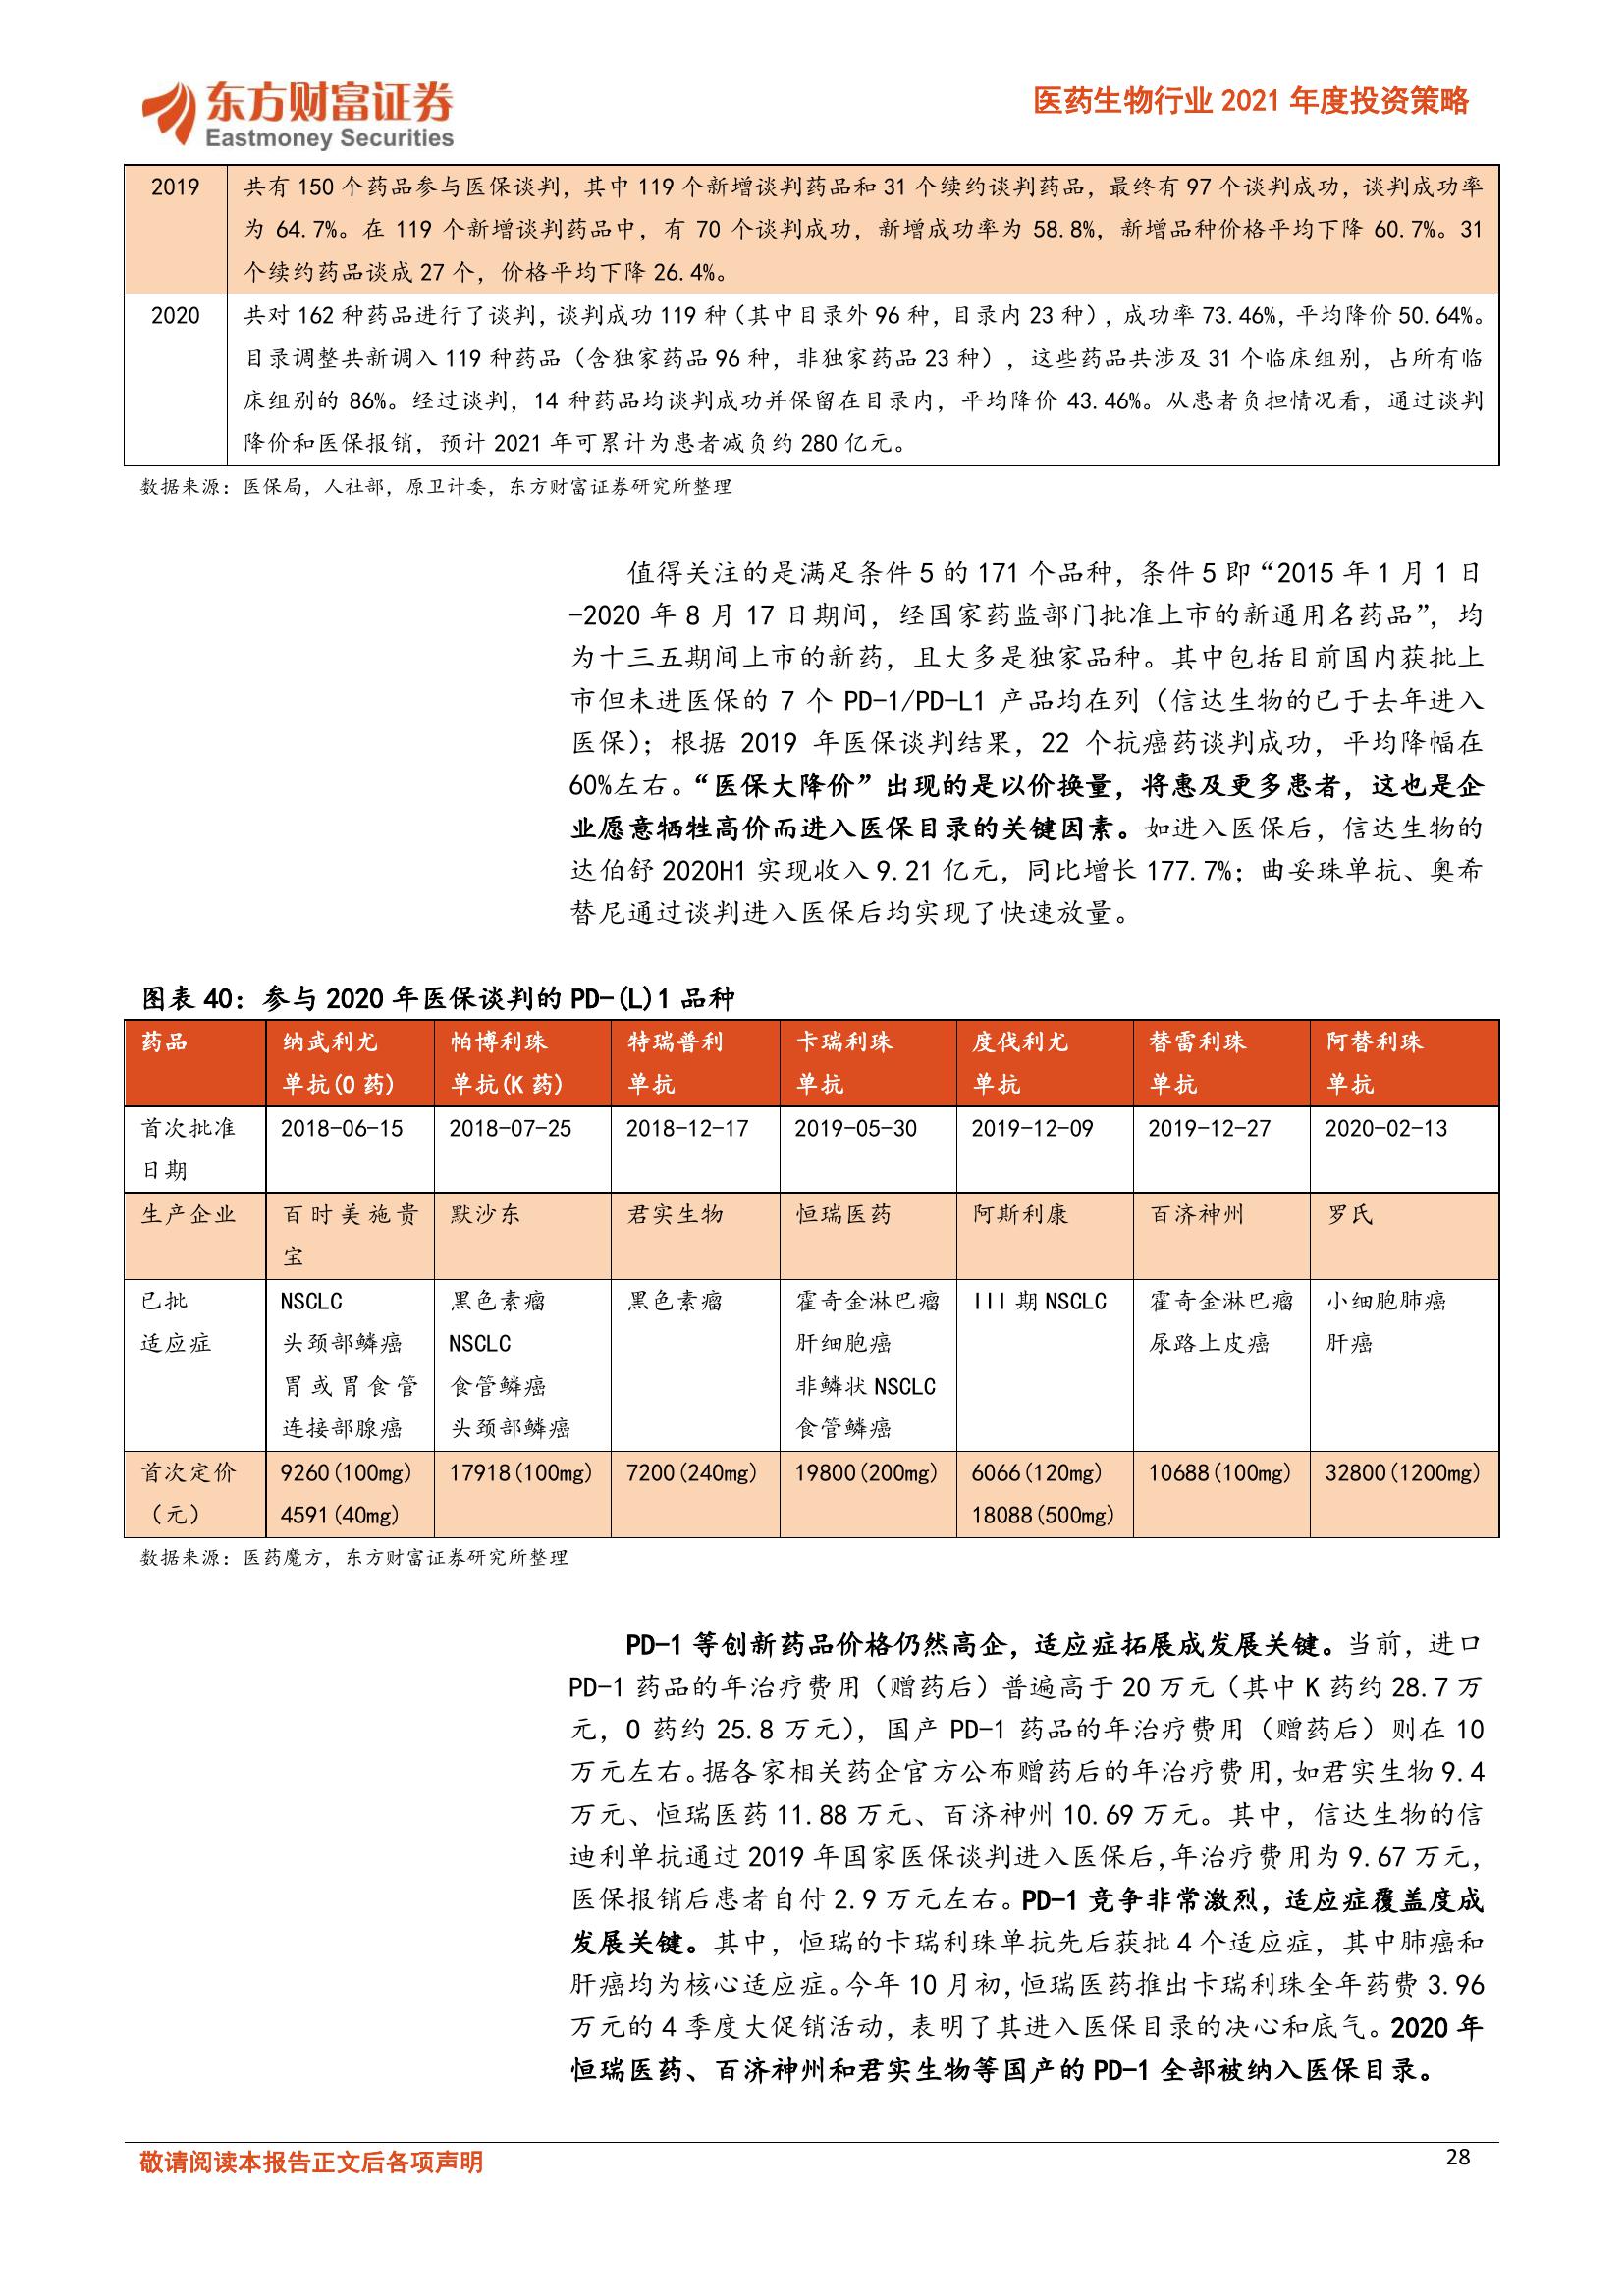 东方财富证券
Eastmoney Securities
医药生物行业 2021 年度投资策略
2019
共有 150 个药品参与医保谈判，其中 119 个新增谈判药品和 31 个续约谈判药品，最终有 97 个谈判成功，谈判成功率
为 64.7%。在 119 个新增谈判药品中，有 70 个谈判成功，新增成功率为 58.8%，新增品种价格平均下降 60.7%。31
个续约药品谈成 27 个，价格平均下降 26.4%。
2020
共对 162 种药品进行了谈判，谈判成功 119 种（其中目录外 96 种，目录内 23 种），成功率 73.46%，平均降价 50.64%。
目录调整共新调入 119 种药品（含独家药品 96 种，非独家药品 23 种），这些药品共涉及 31 个临床组别，占所有临
床组别的 86%。经过谈判，14 种药品均谈判成功并保留在目录内，平均降价 43.46%。从患者负担情况看，通过谈判
降价和医保报销，预计 2021 年可累计为患者减负约 280 亿元。
数据来源：医保局，人社部，原卫计委，东方财富证券研究所整理
值得关注的是满足条件 5 的 171 个品种，条件 5 即“2015 年 1 月 1 日
-2020 年 8 月 17 日期间，经国家药监部门批准上市的新通用名药品”，均
为十三五期间上市的新药，且大多是独家品种。其中包括目前国内获批上
市但未进医保的 7 个 PD-1/PD-L1 产品均在列（信达生物的已于去年进入
医保）；根据 2019 年医保谈判结果，22 个抗癌药谈判成功，平均降幅在
60%左右。“医保大降价”出现的是以价换量，将惠及更多患者，这也是企
业愿意牺牲高价而进入医保目录的关键因素。如进入医保后，信达生物的
达伯舒 2020H1 实现收入 9.21 亿元，同比增长 177.7%；曲妥珠单抗、奥希
替尼通过谈判进入医保后均实现了快速放量。
图表 40：参与 2020 年医保谈判的 PD-(L)1 品种
药品
纳武利尤
单抗(O 药)
帕博利珠
单抗(K 药)
特瑞普利
单抗
卡瑞利珠
单抗
度伐利尤
单抗
替雷利珠
单抗
阿替利珠
单抗
首次批准
日期
2018-06-15
2018-07-25
2018-12-17
2019-05-30
2019-12-09
2019-12-27
2020-02-13
生产企业
百时美施贵
宝
默沙东
君实生物
恒瑞医药
阿斯利康
百济神州
罗氏
已批
适应症
NSCLC
头颈部鳞癌
胃或胃食管
连接部腺癌
黑色素瘤
NSCLC
食管鳞癌
头颈部鳞癌
黑色素瘤
霍奇金淋巴瘤
肝细胞癌
非鳞状 NSCLC
食管鳞癌
III 期 NSCLC
霍奇金淋巴瘤
尿路上皮癌
小细胞肺癌
肝癌
首次定价
（元）
9260(100mg)
4591(40mg)
17918(100mg)
7200(240mg)
19800(200mg)
6066(120mg)
18088(500mg)
10688(100mg)
32800(1200mg)
数据来源：医药魔方，东方财富证券研究所整理
PD-1 等创新药品价格仍然高企，适应症拓展成发展关键。当前，进口
PD-1 药品的年治疗费用（赠药后）普遍高于 20 万元（其中 K 药约 28.7 万
元，O 药约 25.8 万元），国产 PD-1 药品的年治疗费用（赠药后）则在 10
万元左右。据各家相关药企官方公布赠药后的年治疗费用，如君实生物 9.4
万元、恒瑞医药 11.88 万元、百济神州 10.69 万元。其中，信达生物的信
迪利单抗通过 2019 年国家医保谈判进入医保后，年治疗费用为 9.67 万元，
医保报销后患者自付 2.9 万元左右。PD-1 竞争非常激烈，适应症覆盖度成
发展关键。其中，恒瑞的卡瑞利珠单抗先后获批 4 个适应症，其中肺癌和
肝癌均为核心适应症。今年 10 月初，恒瑞医药推出卡瑞利珠全年药费 3.96
万元的 4 季度大促销活动，表明了其进入医保目录的决心和底气。2020 年
恒瑞医药、百济神州和君实生物等国产的 PD-1 全部被纳入医保目录。
敬请阅读本报告正文后各项声明
28